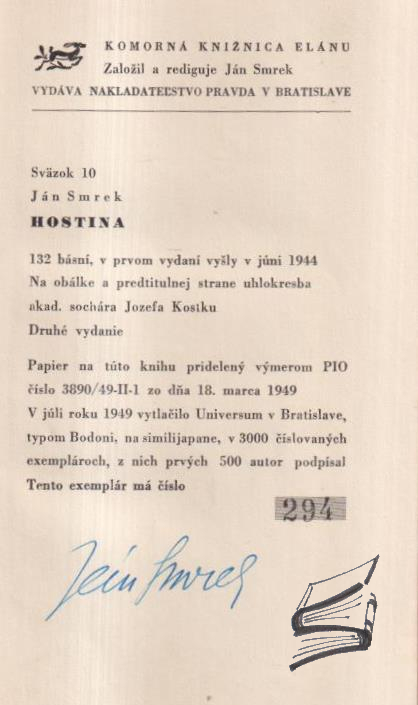 KOMORNÁ KNIŽNICA ELÁNU
Založil a rediguje Ján Smrek
VYDÁVA NAKLADATEĽSTVO PRAVDA V BRATISLAVE
Sväzok 10
Ján Smrek
HOSTINA
132 básní, v prvom vydaní vyšly v júni 1944
Na obálke a predtitulnej strane uhlokresba
akad. sochára Jozefa Kostku
Druhé vydanie
Papier na túto knihu pridelený výmerom PIO
číslo 3890/49-II-1 zo dňa 18. marca 1949
V júli roku 1949 vytlačilo Universum v Bratislave,
typom Bodoni, na similijapane, v 3000 číslovaných
exemplároch, z nich prvých 500 autor podpísal
Tento exemplár má číslo
294
Ján Smrek